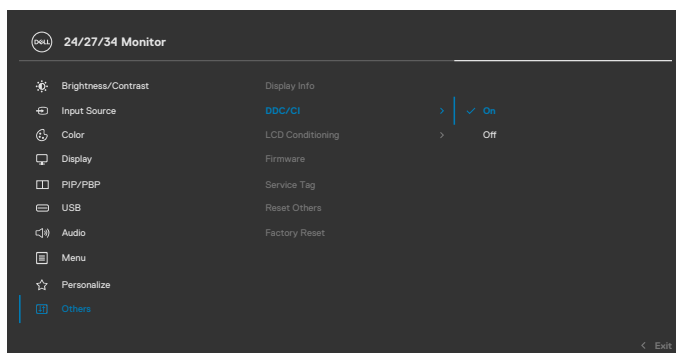 DELL 24/27/34 Monitor
Brightness/Contrast Display Info
Input Source DDC/CI > ✓ On
Color LCD Conditioning > Off
Display Firmware
PIP/PBP Service Tag
USB Reset Others
Audio Factory Reset
Menu
Personalize
Others
< Exit